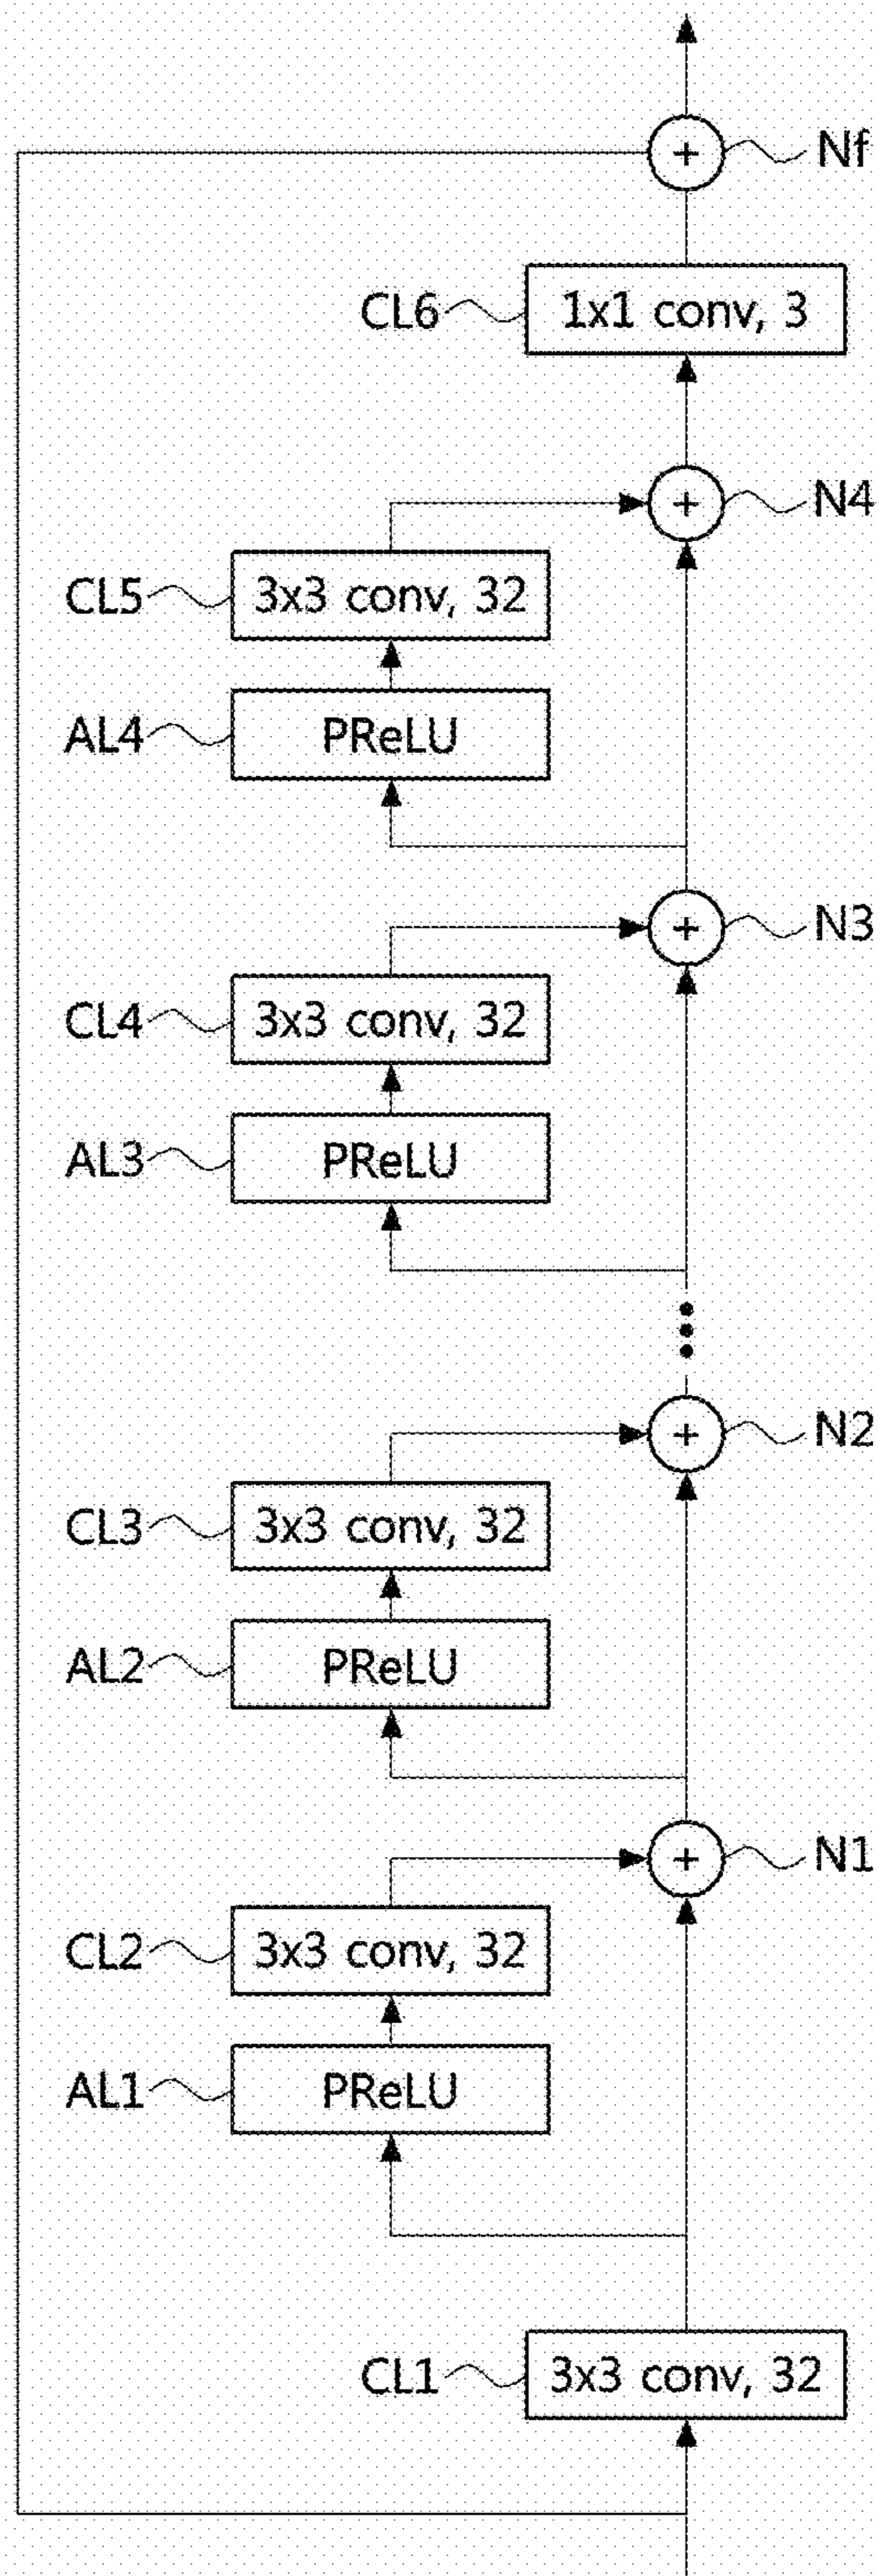 + Nf
CL6 1x1 conv, 3
+ N4
CL5 3x3 conv, 32
AL4 PReLU
+ N3
CL4 3x3 conv, 32
AL3 PReLU
+ N2
CL3 3x3 conv, 32
AL2 PReLU
+ N1
CL2 3x3 conv, 32
AL1 PReLU
CL1 3x3 conv, 32